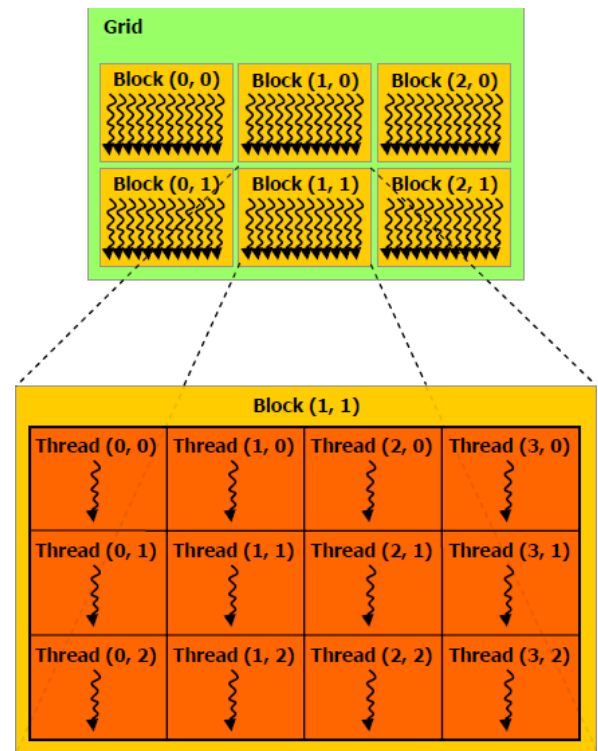 Grid
Block (0, 0) Block (1, 0) Block (2, 0)
Block (0, 1) Block (1, 1) Block (2, 1)
Block (1, 1)
Thread (0, 0) Thread (1, 0) Thread (2, 0) Thread (3, 0)
Thread (0, 1) Thread (1, 1) Thread (2, 1) Thread (3, 1)
Thread (0, 2) Thread (1, 2) Thread (2, 2) Thread (3, 2)